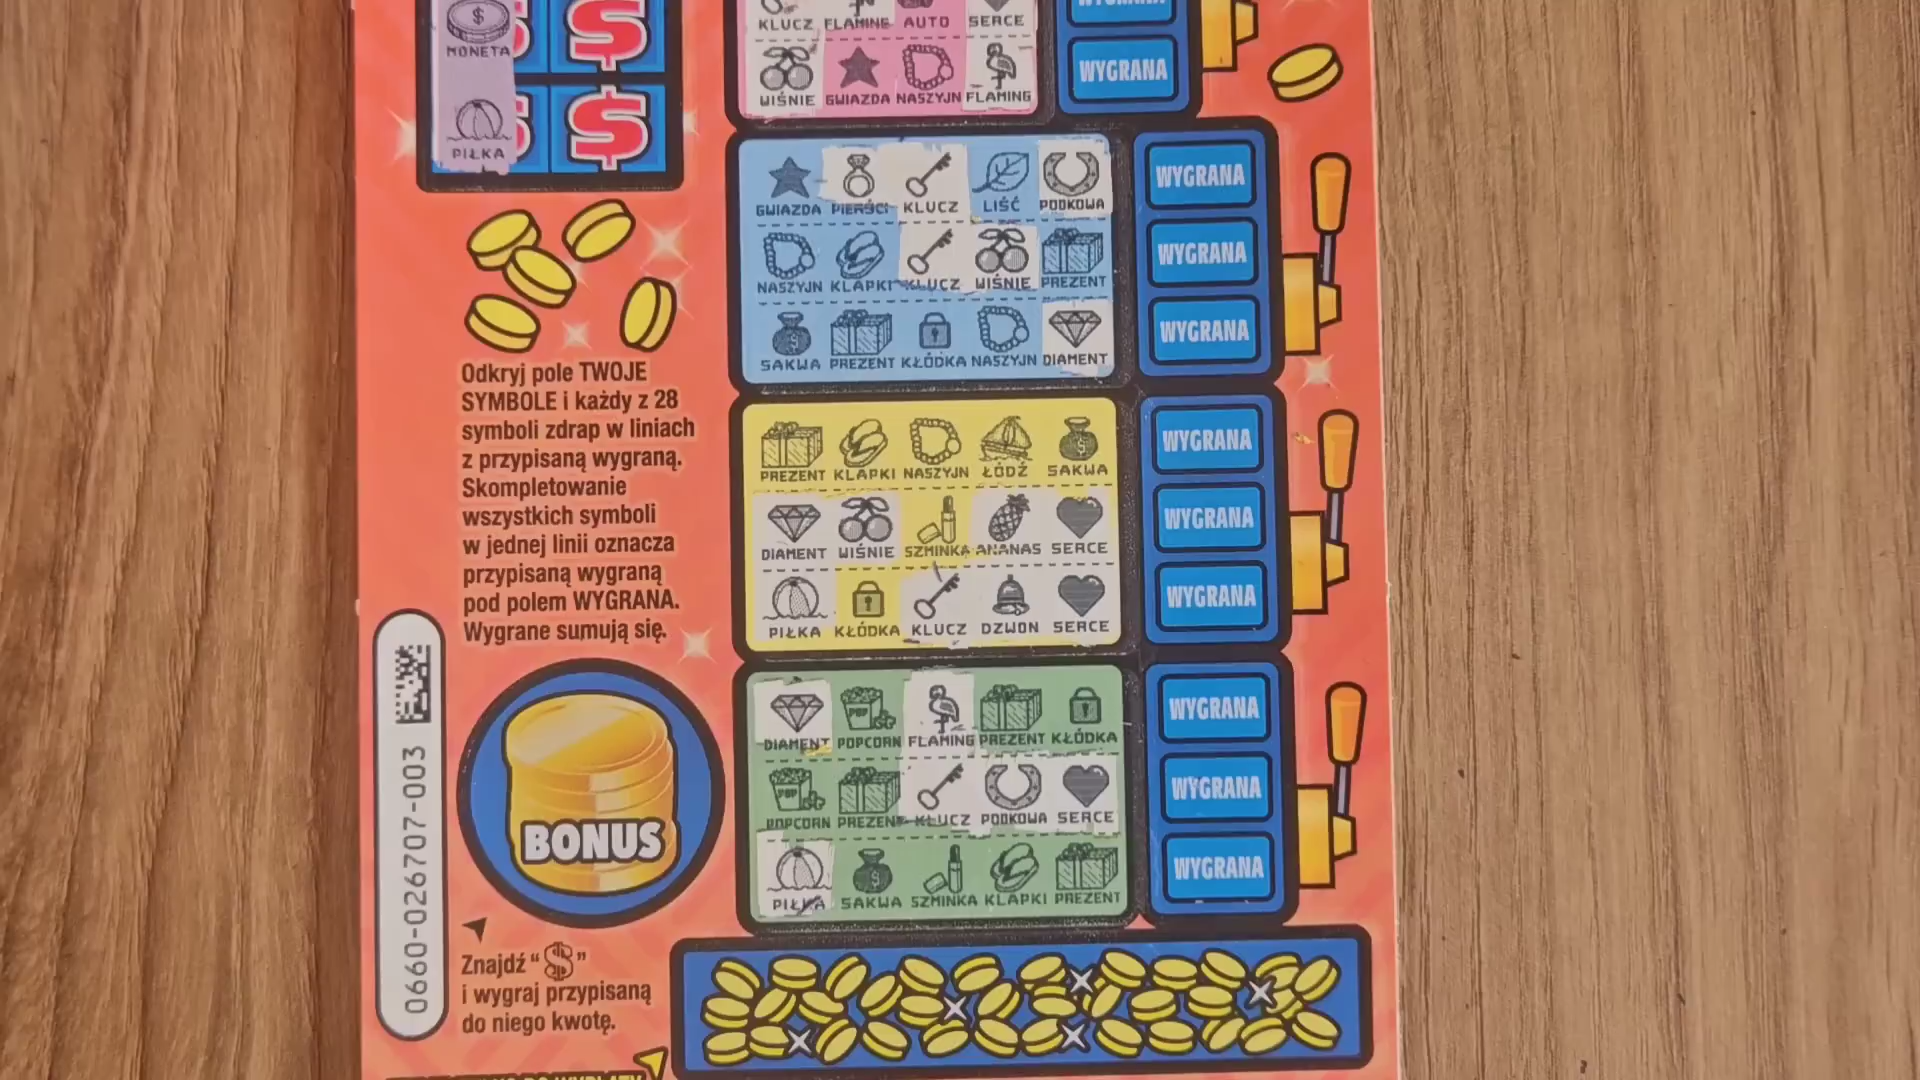 MONETA
PIŁKA
KLUCZ FLAMING AUTO SERCE
WIŚNIE GWIAZDA NASZYJN FLAMING
WYGRANA
GWIAZDA PIERŚCI KLUCZ LIŚĆ PODKOWA
WYGRANA
NASZYJN KLAPKI KLUCZ WIŚNIE PREZENT
WYGRANA
SAKWA PREZENT KŁÓDKA NASZYJN DIAMENT
WYGRANA
Odkryj pole TWOJE
SYMBOLE i każdy z 28
symboli zdrap w liniach
z przypisaną wygraną.
Skompletowanie
wszystkich symboli
w jednej linii oznacza
przypisaną wygraną
pod polem WYGRANA.
Wygrane sumują się.
PREZENT KLAPKI NASZYJN ŁÓDŹ SAKWA
WYGRANA
DIAMENT WIŚNIE SZMINKA ANANAS SERCE
WYGRANA
PIŁKA KŁÓDKA KLUCZ DZWON SERCE
WYGRANA
0660-026707-003
BONUS
DIAMENT POPCORN FLAMING PREZENT KŁÓDKA
WYGRANA
POPCORN PREZENT KLUCZ PODKOWA SERCE
WYGRANA
PIŁKA SAKWA SZMINKA KLAPKI PREZENT
WYGRANA
Znajdź "$"
i wygraj przypisaną
do niego kwotę.